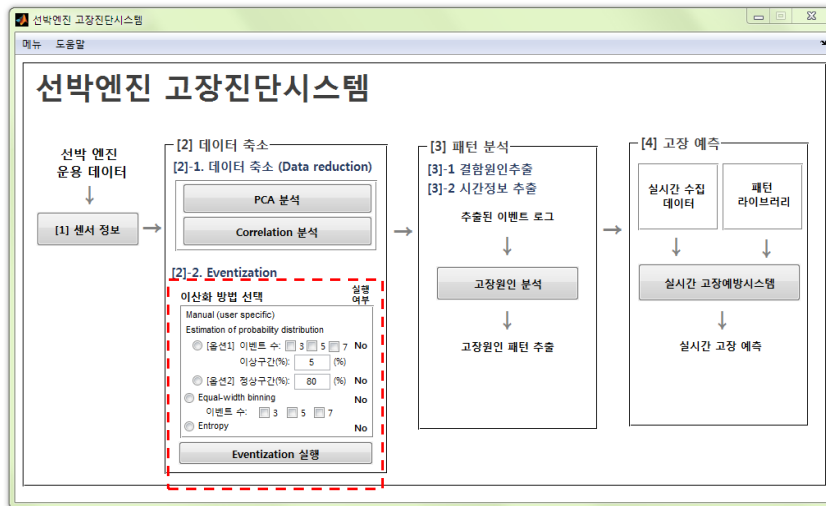 선박엔진 고장진단시스템
메뉴 도움말
선박엔진 고장진단시스템
선박 엔진
운용 데이터
[1] 센서 정보
[2] 데이터 축소
[2]-1. 데이터 축소 (Data reduction)
PCA 분석
Correlation 분석
[2]-2. Eventization
이산화 방법 선택
실행
여부
Manual (user specific)
Estimation of probability distribution
[옵션1] 이벤트 수: 3 5 7 No
이상구간(%): 5 (%)
[옵션2] 정상구간(%): 80 (%) No
Equal-width binning No
이벤트 수: 3 5 7
Entropy No
Eventization 실행
[3] 패턴 분석
[3]-1 결함원인추출
[3]-2 시간정보 추출
추출된 이벤트 로그
고장원인 분석
고장원인 패턴 추출
[4] 고장 예측
실시간 수집
데이터
패턴
라이브러리
실시간 고장예방시스템
실시간 고장 예측